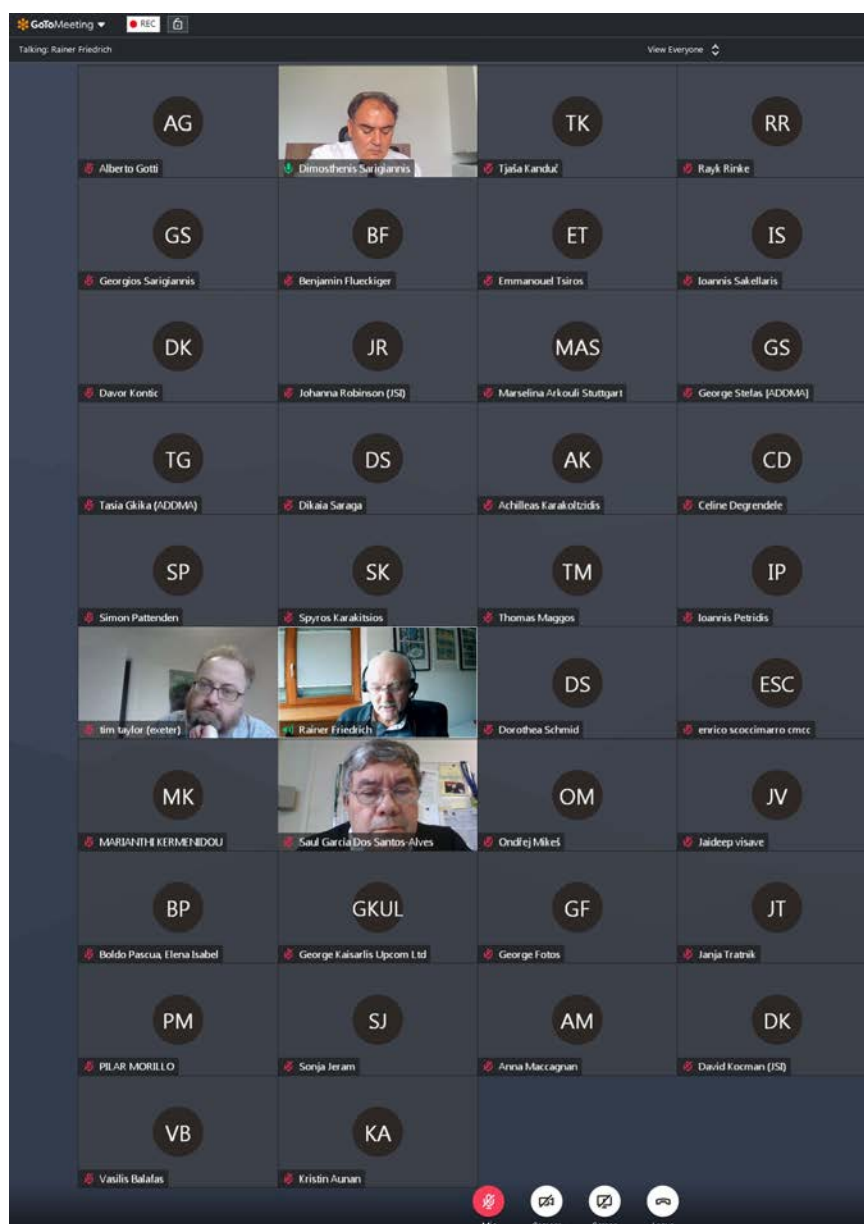 GoToMeeting REC
Talking: Rainer Friedrich View Everyone
AG TK RR
Alberto Gotti Dimosthenis Sarigiannis Tjaša Kanduč Rayk Rinke
GS BF ET IS
Georgios Sarigiannis Benjamin Flueckiger Emmanouel Tsiros Ioannis Sakellaris
DK JR MAS GS
Davor Kontic Johanna Robinson (JSI) Marselina Arkouli Stuttgart George Stelas [ADDMA]
TG DS AK CD
Tasia Gkika (ADDMA) Dikaia Saraga Achilleas Karakoltzidis Celine Degrendele
SP SK TM IP
Simon Pattenden Spyros Karakitsios Thomas Maggos Ioannis Petridis
DS ESC
tim taylor (exeter) Rainer Friedrich Dorothea Schmid enrico scoccimarro cmcc
MK OM JV
MARIANTHI KERMENIDOU Saul Garcia Dos Santos-Alves Ondřej Mikeš Jaideep visave
BP GKUL GF JT
Boldo Pascua, Elena Isabel George Kaisarlis Upcom Ltd George Fotos Janja Tratnik
PM SJ AM DK
PILAR MORILLO Sonja Jeram Anna Maccagnan David Kocman (JSI)
VB KA
Vasilis Balafas Kristin Aunan